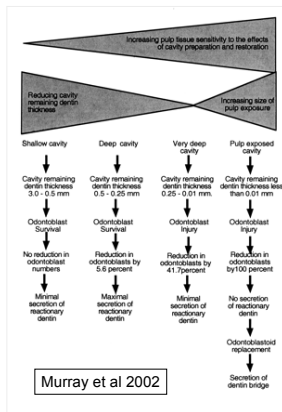 Increasing pulp tissue sensitivity to the effects
of cavity preparation and restoration
Reducing cavity
remaining dentin
thickness
Increasing size of
pulp exposure
Shallow cavity
Cavity remaining
dentin thickness
3.0 - 0.5 mm
Odontoblast
Survival
No reduction in
odontoblast
numbers
Minimal
secretion of
reactionary
dentin
Deep cavity
Cavity remaining
dentin thickness
0.5 - 0.25 mm
Odontoblast
Survival
Reduction in
odontoblasts by
5.6 percent
Maximal
secretion of
reactionary
dentin
Very deep
cavity
Cavity remaining
dentin thickness
0.25 - 0.01 mm.
Odontoblast
Injury
Reduction in
odontoblasts by
41.7percent
Minimal
secretion of
reactionary
dentin
Pulp exposed
cavity
Cavity remaining
dentin thickness less
than 0.01 mm
Odontoblast
Injury
Reduction in
odontoblasts
by100 percent
No secretion of
reactionary
dentin
Odontoblastoid
replacement
Secretion of
dentin bridge
Murray et al 2002